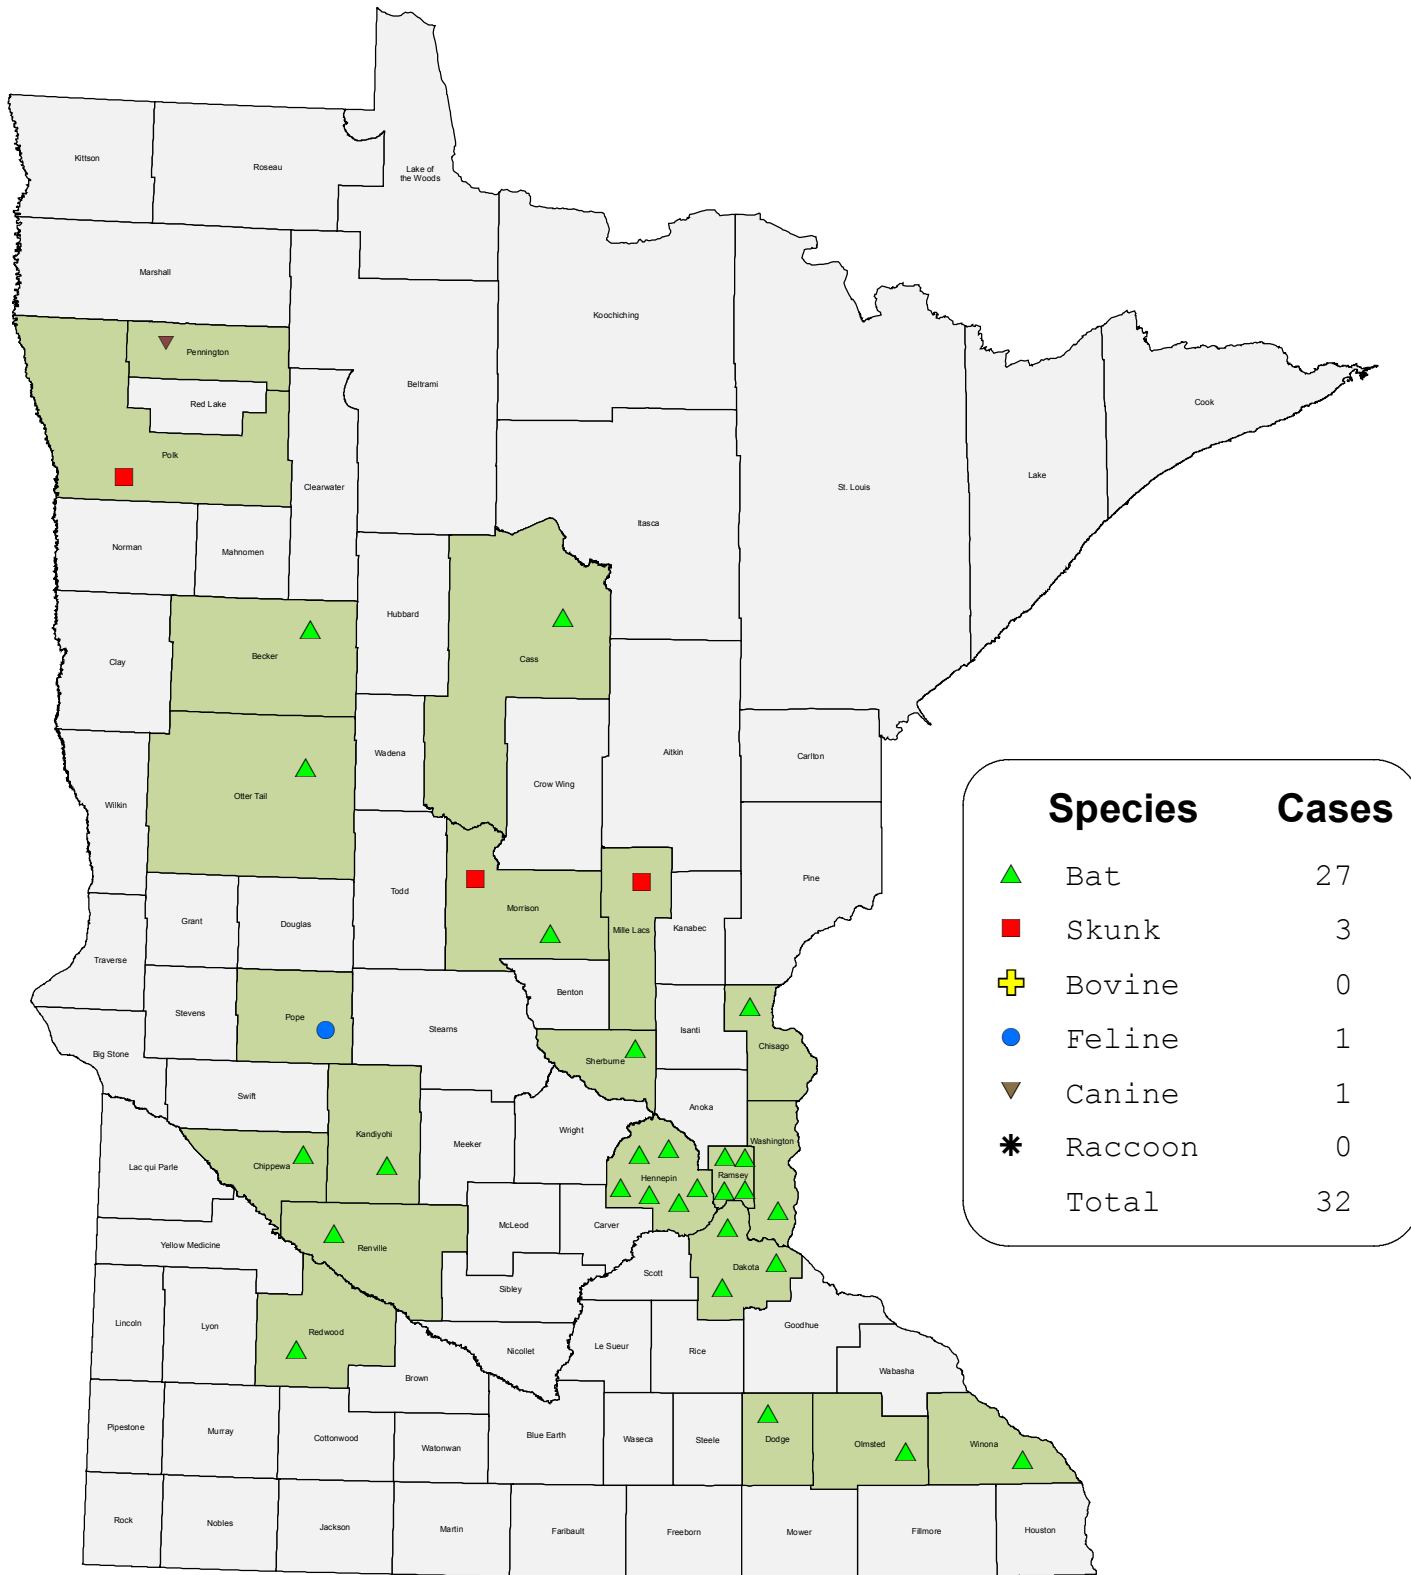 Kittson
Roseau
Lake of
the Woods
Marshall
Koochiching
Pennington
Beltrami
Red Lake
Cook
Polk
Lake
Clearwater
St. Louis
Itasca
Norman
Mahnomen
Hubbard
Becker
Cass
Clay
Wadena
Aitkin
Carlton
Crow Wing
Otter Tail
Wilkin
Pine
Todd
Morrison
Grant
Douglas
Mille Lacs
Kanabec
Traverse
Benton
Stevens
Pope
Stearns
Isanti
Big Stone
Chisago
Sherburne
Swift
Anoka
Kandiyohi
Meeker
Wright
Washington
Lac qui Parle
Chippewa
Hennepin
Ramsey
McLeod
Carver
Yellow Medicine
Renville
Dakota
Scott
Sibley
Lincoln
Lyon
Redwood
Goodhue
Nicollet
Le Sueur
Rice
Wabasha
Brown
Pipestone
Murray
Cottonwood
Watonwan
Blue Earth
Waseca
Steele
Dodge
Olmsted
Winona
Rock
Nobles
Jackson
Martin
Faribault
Freeborn
Mower
Fillmore
Houston
Species Cases
Bat 27
Skunk 3
Bovine 0
Feline 1
Canine 1
Raccoon 0
Total 32